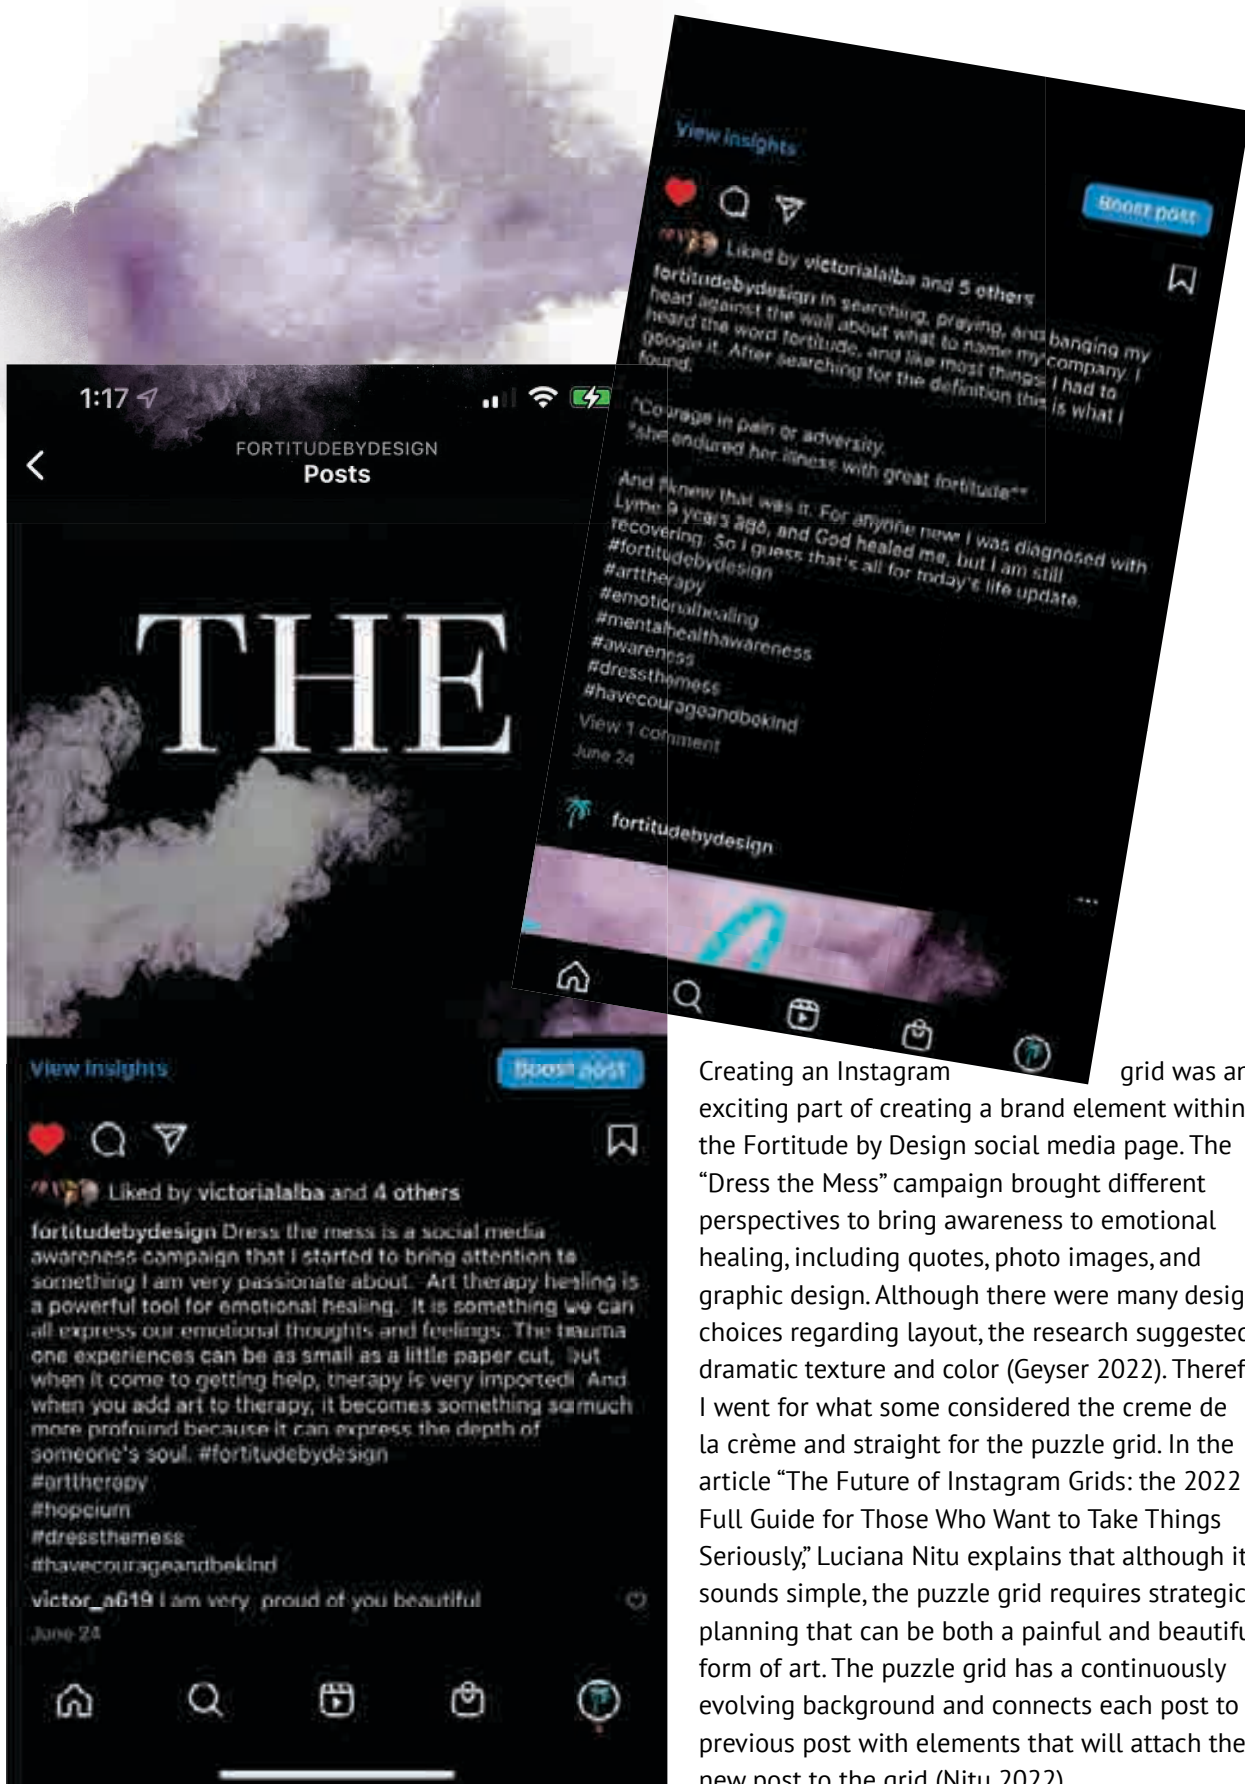 View Insights
Boost post
Liked by victorialalba and 5 others
fortitudebydesign In searching, praying, and banging my
head against the wall about what to name my company. I
heard the word fortitude, and like most things I had to
google it. After searching for the definition this is what I
found:
"Courage in pain or adversity.
"she endured her illness with great fortitude""
And I knew that was it. For anyone new I was diagnosed with
Lyme 9 years ago, and God healed me, but I am still
recovering. So I guess that's all for today's life update.
#fortitudebydesign
#arttherapy
#emotionalhealing
#mentalhealthawareness
#awareness
#dressthemess
#havecourageandbekind
View 1 comment
June 24
fortitudebydesign
1:17
FORTITUDEBYDESIGN
Posts
THE
View Insights
Boost post
Liked by victorialalba and 4 others
fortitudebydesign Dress the mess is a social media
awareness campaign that I started to bring attention to
something I am very passionate about. Art therapy healing is
a powerful tool for emotional healing. It is something we can
all express our emotional thoughts and feelings. The trauma
one experiences can be as small as a little paper cut, but
when it come to getting help, therapy is very imported! And
when you add art to therapy, it becomes something so much
more profound because it can express the depth of
someone's soul. #fortitudebydesign
#arttherapy
#hopeium
#dressthemess
#havecourageandbekind
victor_a619 I am very proud of you beautiful
June 24
Creating an Instagram grid was an
exciting part of creating a brand element within
the Fortitude by Design social media page. The
“Dress the Mess” campaign brought different
perspectives to bring awareness to emotional
healing, including quotes, photo images, and
graphic design. Although there were many desig
choices regarding layout, the research suggested
dramatic texture and color (Geyser 2022). Theref
I went for what some considered the creme de
la crème and straight for the puzzle grid. In the
article “The Future of Instagram Grids: the 2022
Full Guide for Those Who Want to Take Things
Seriously,” Luciana Nitu explains that although it
sounds simple, the puzzle grid requires strategic
planning that can be both a painful and beautifu
form of art. The puzzle grid has a continuously
evolving background and connects each post to
previous post with elements that will attach the
new post to the grid (Nitu 2022).